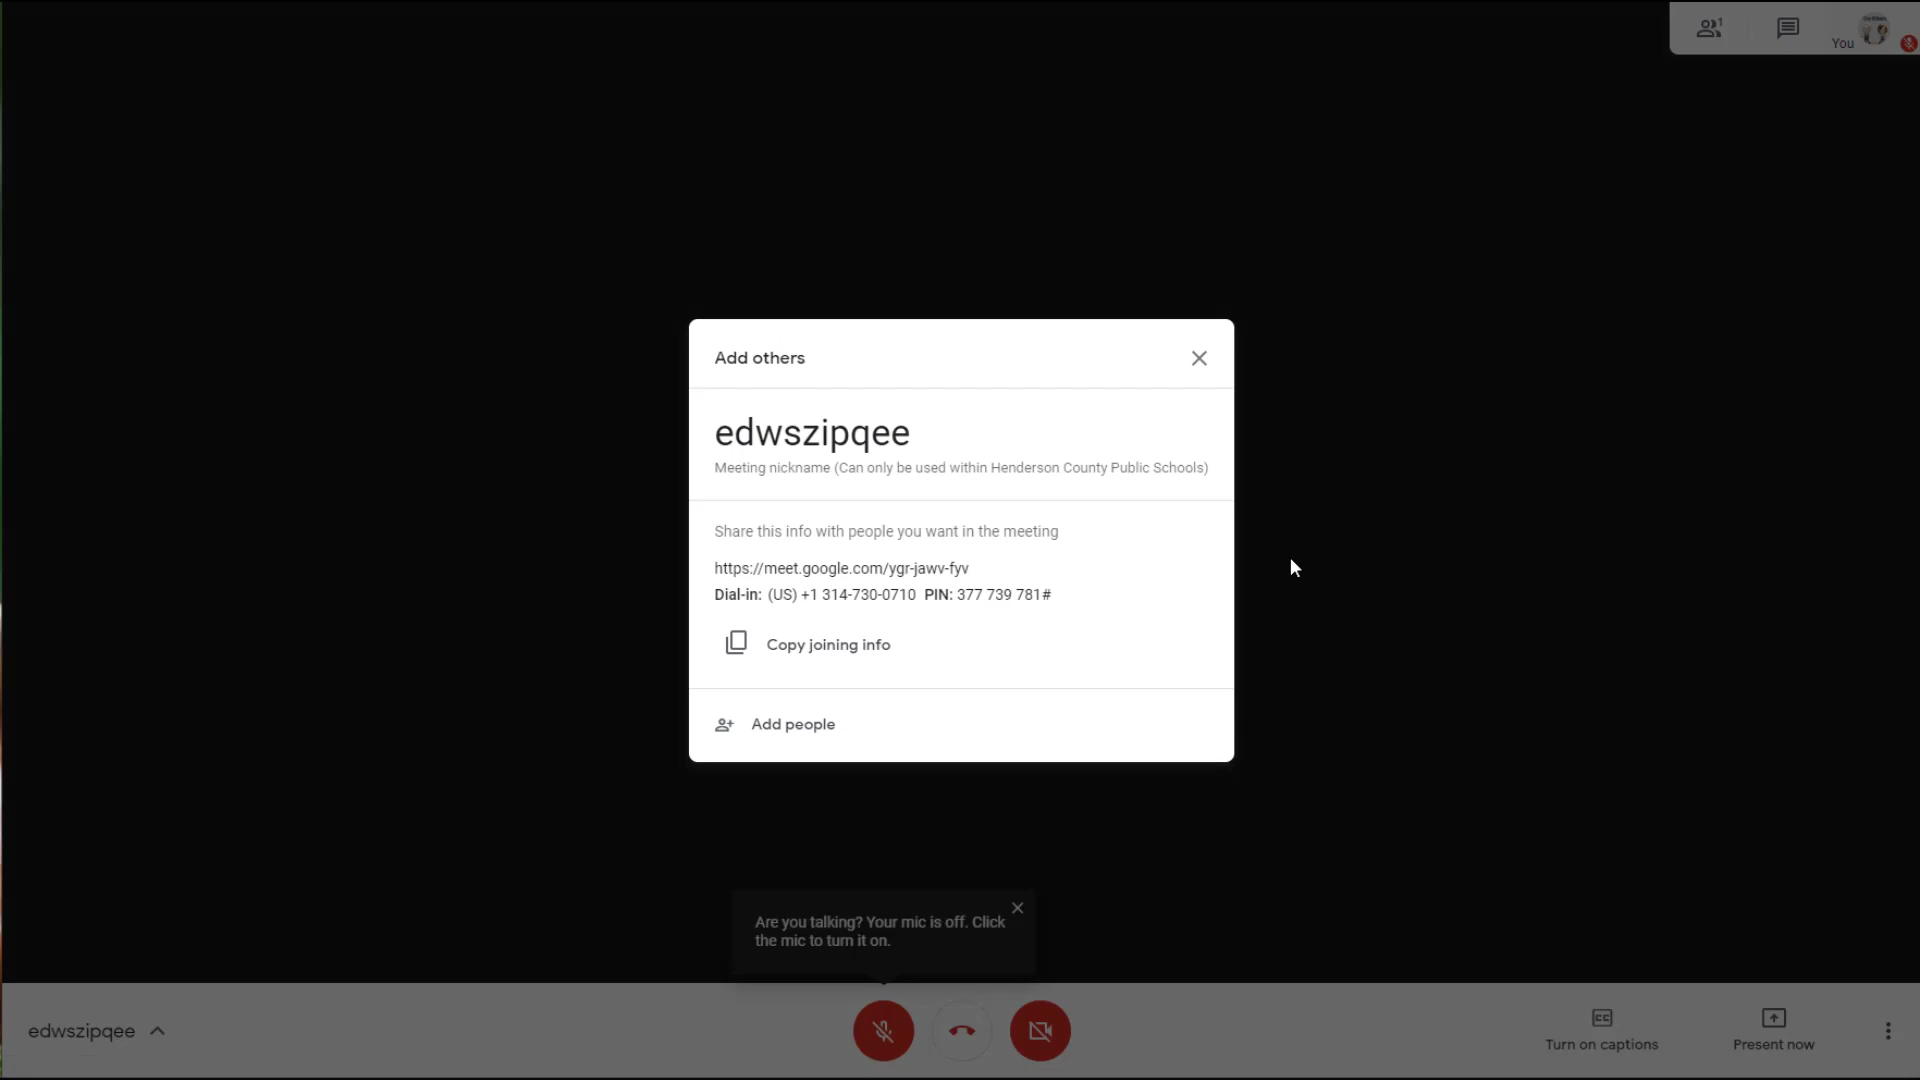 1
You
Add others
edwszipqee
Meeting nickname (Can only be used within Henderson County Public Schools)
Share this info with people you want in the meeting
https://meet.google.com/ygr-jawv-fyv
Dial-in: (US) +1 314-730-0710 PIN: 377 739 781#
Copy joining info
Add people
Are you talking? Your mic is off. Click
the mic to turn it on.
edwszipqee
CC
Turn on captions
Present now